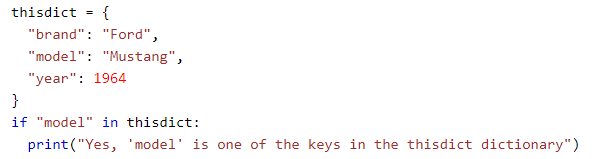 thisdict = {
  "brand": "Ford",
  "model": "Mustang",
  "year": 1964
}
if "model" in thisdict:
  print("Yes, 'model' is one of the keys in the thisdict dictionary")